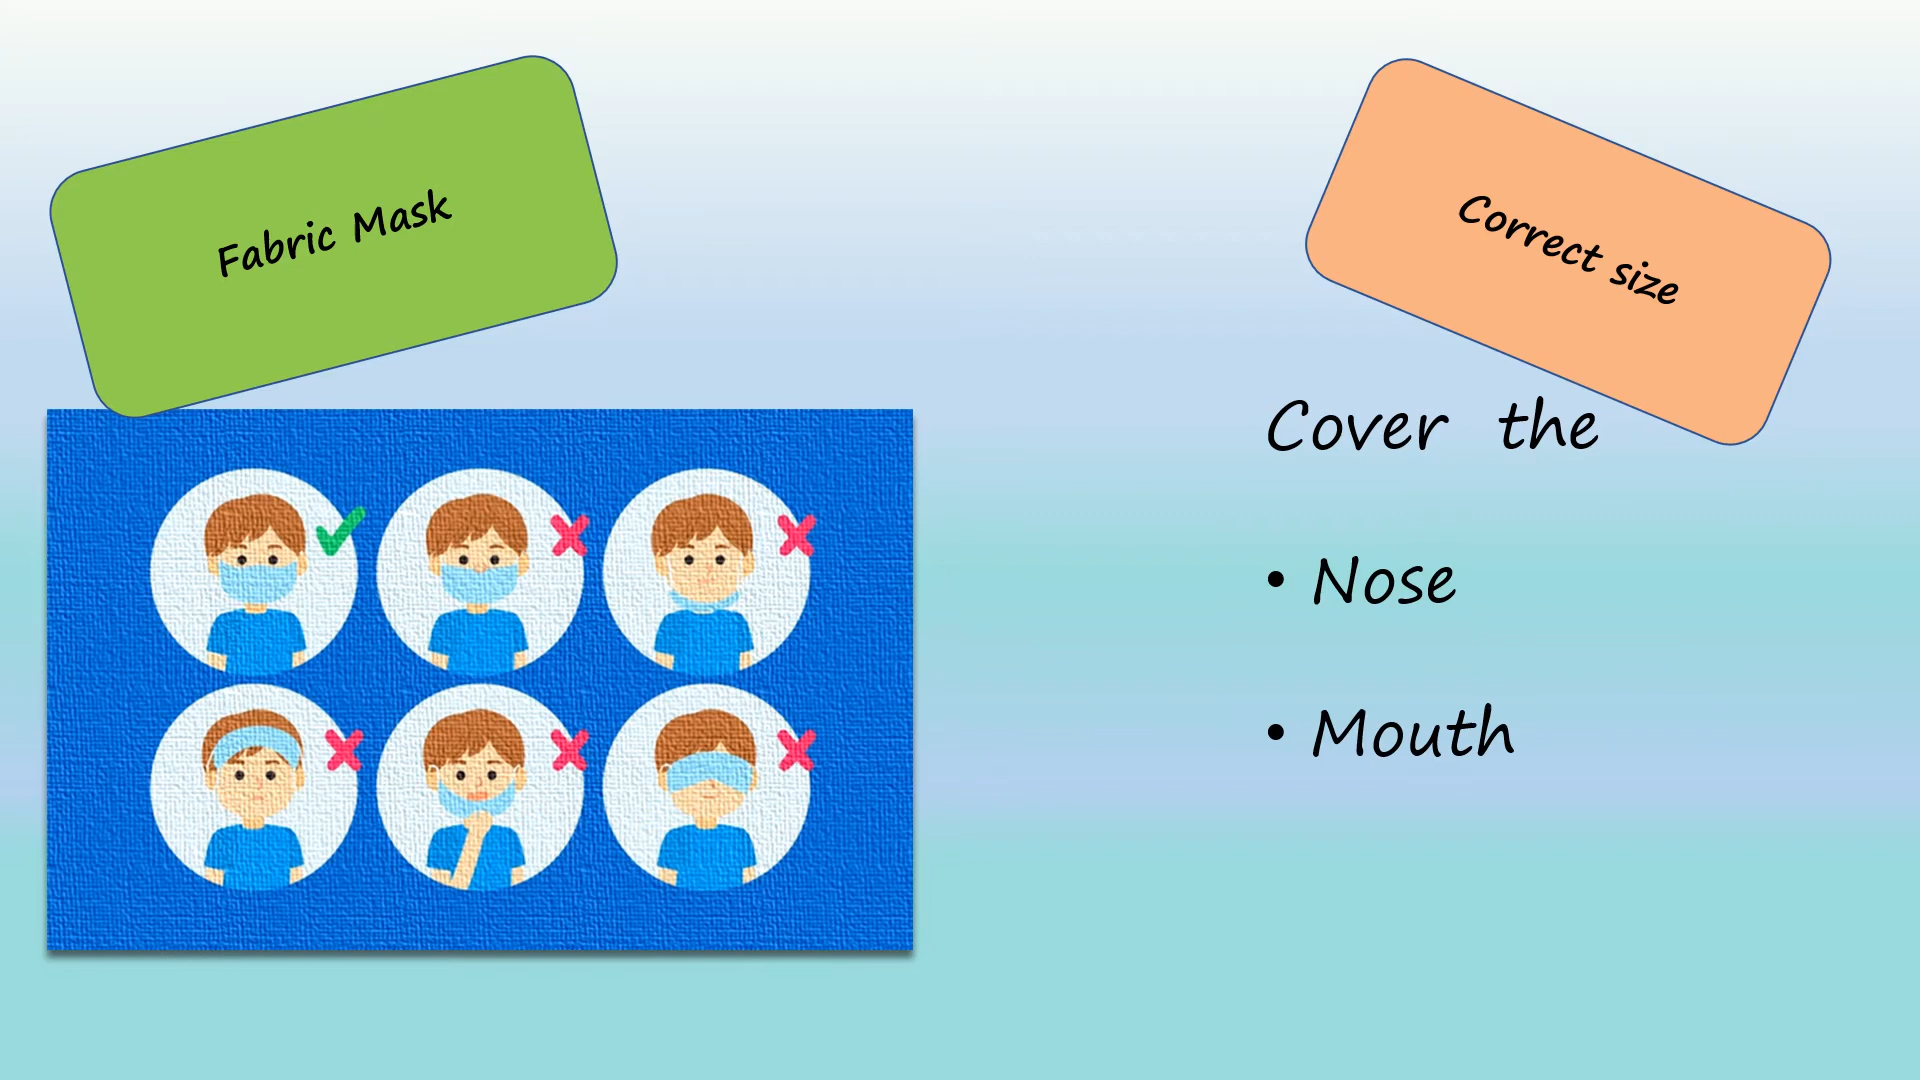 Fabric Mask
Correct size
Cover the
• Nose
• Mouth